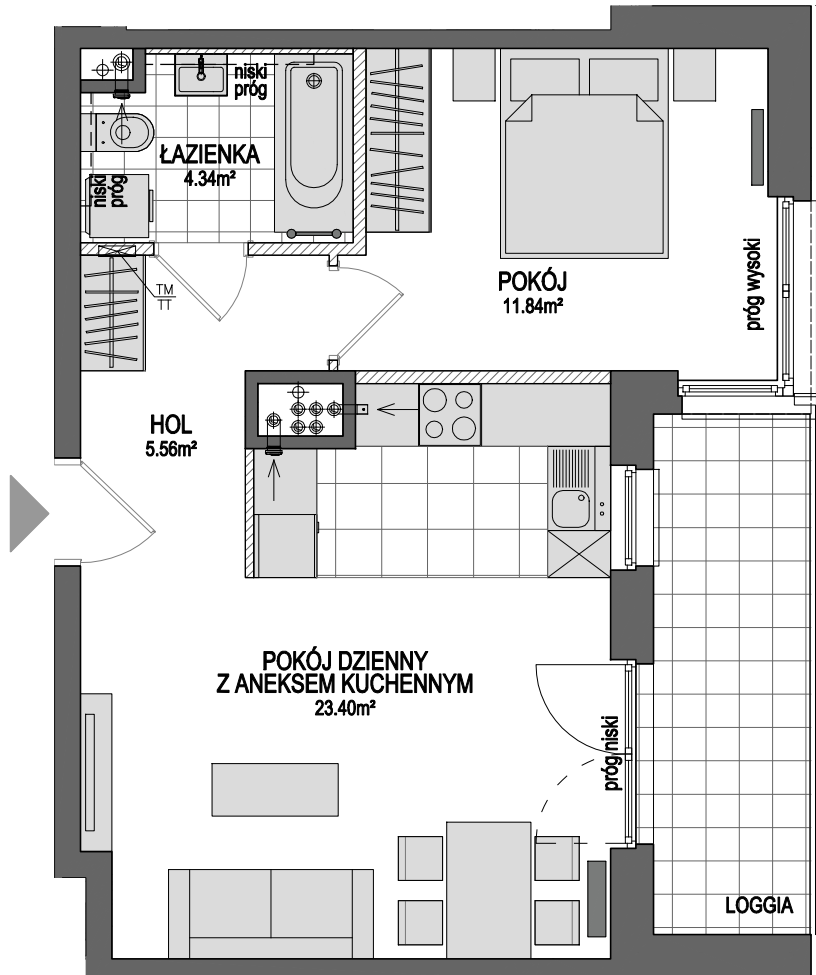 niski
próg
ŁAZIENKA
4.34m²
niski
próg
TM
TT
POKÓJ
11.84m²
próg wysoki
HOL
5.56m²
POKÓJ DZIENNY
Z ANEKSEM KUCHENNYM
23.40m²
próg niski
LOGGIA